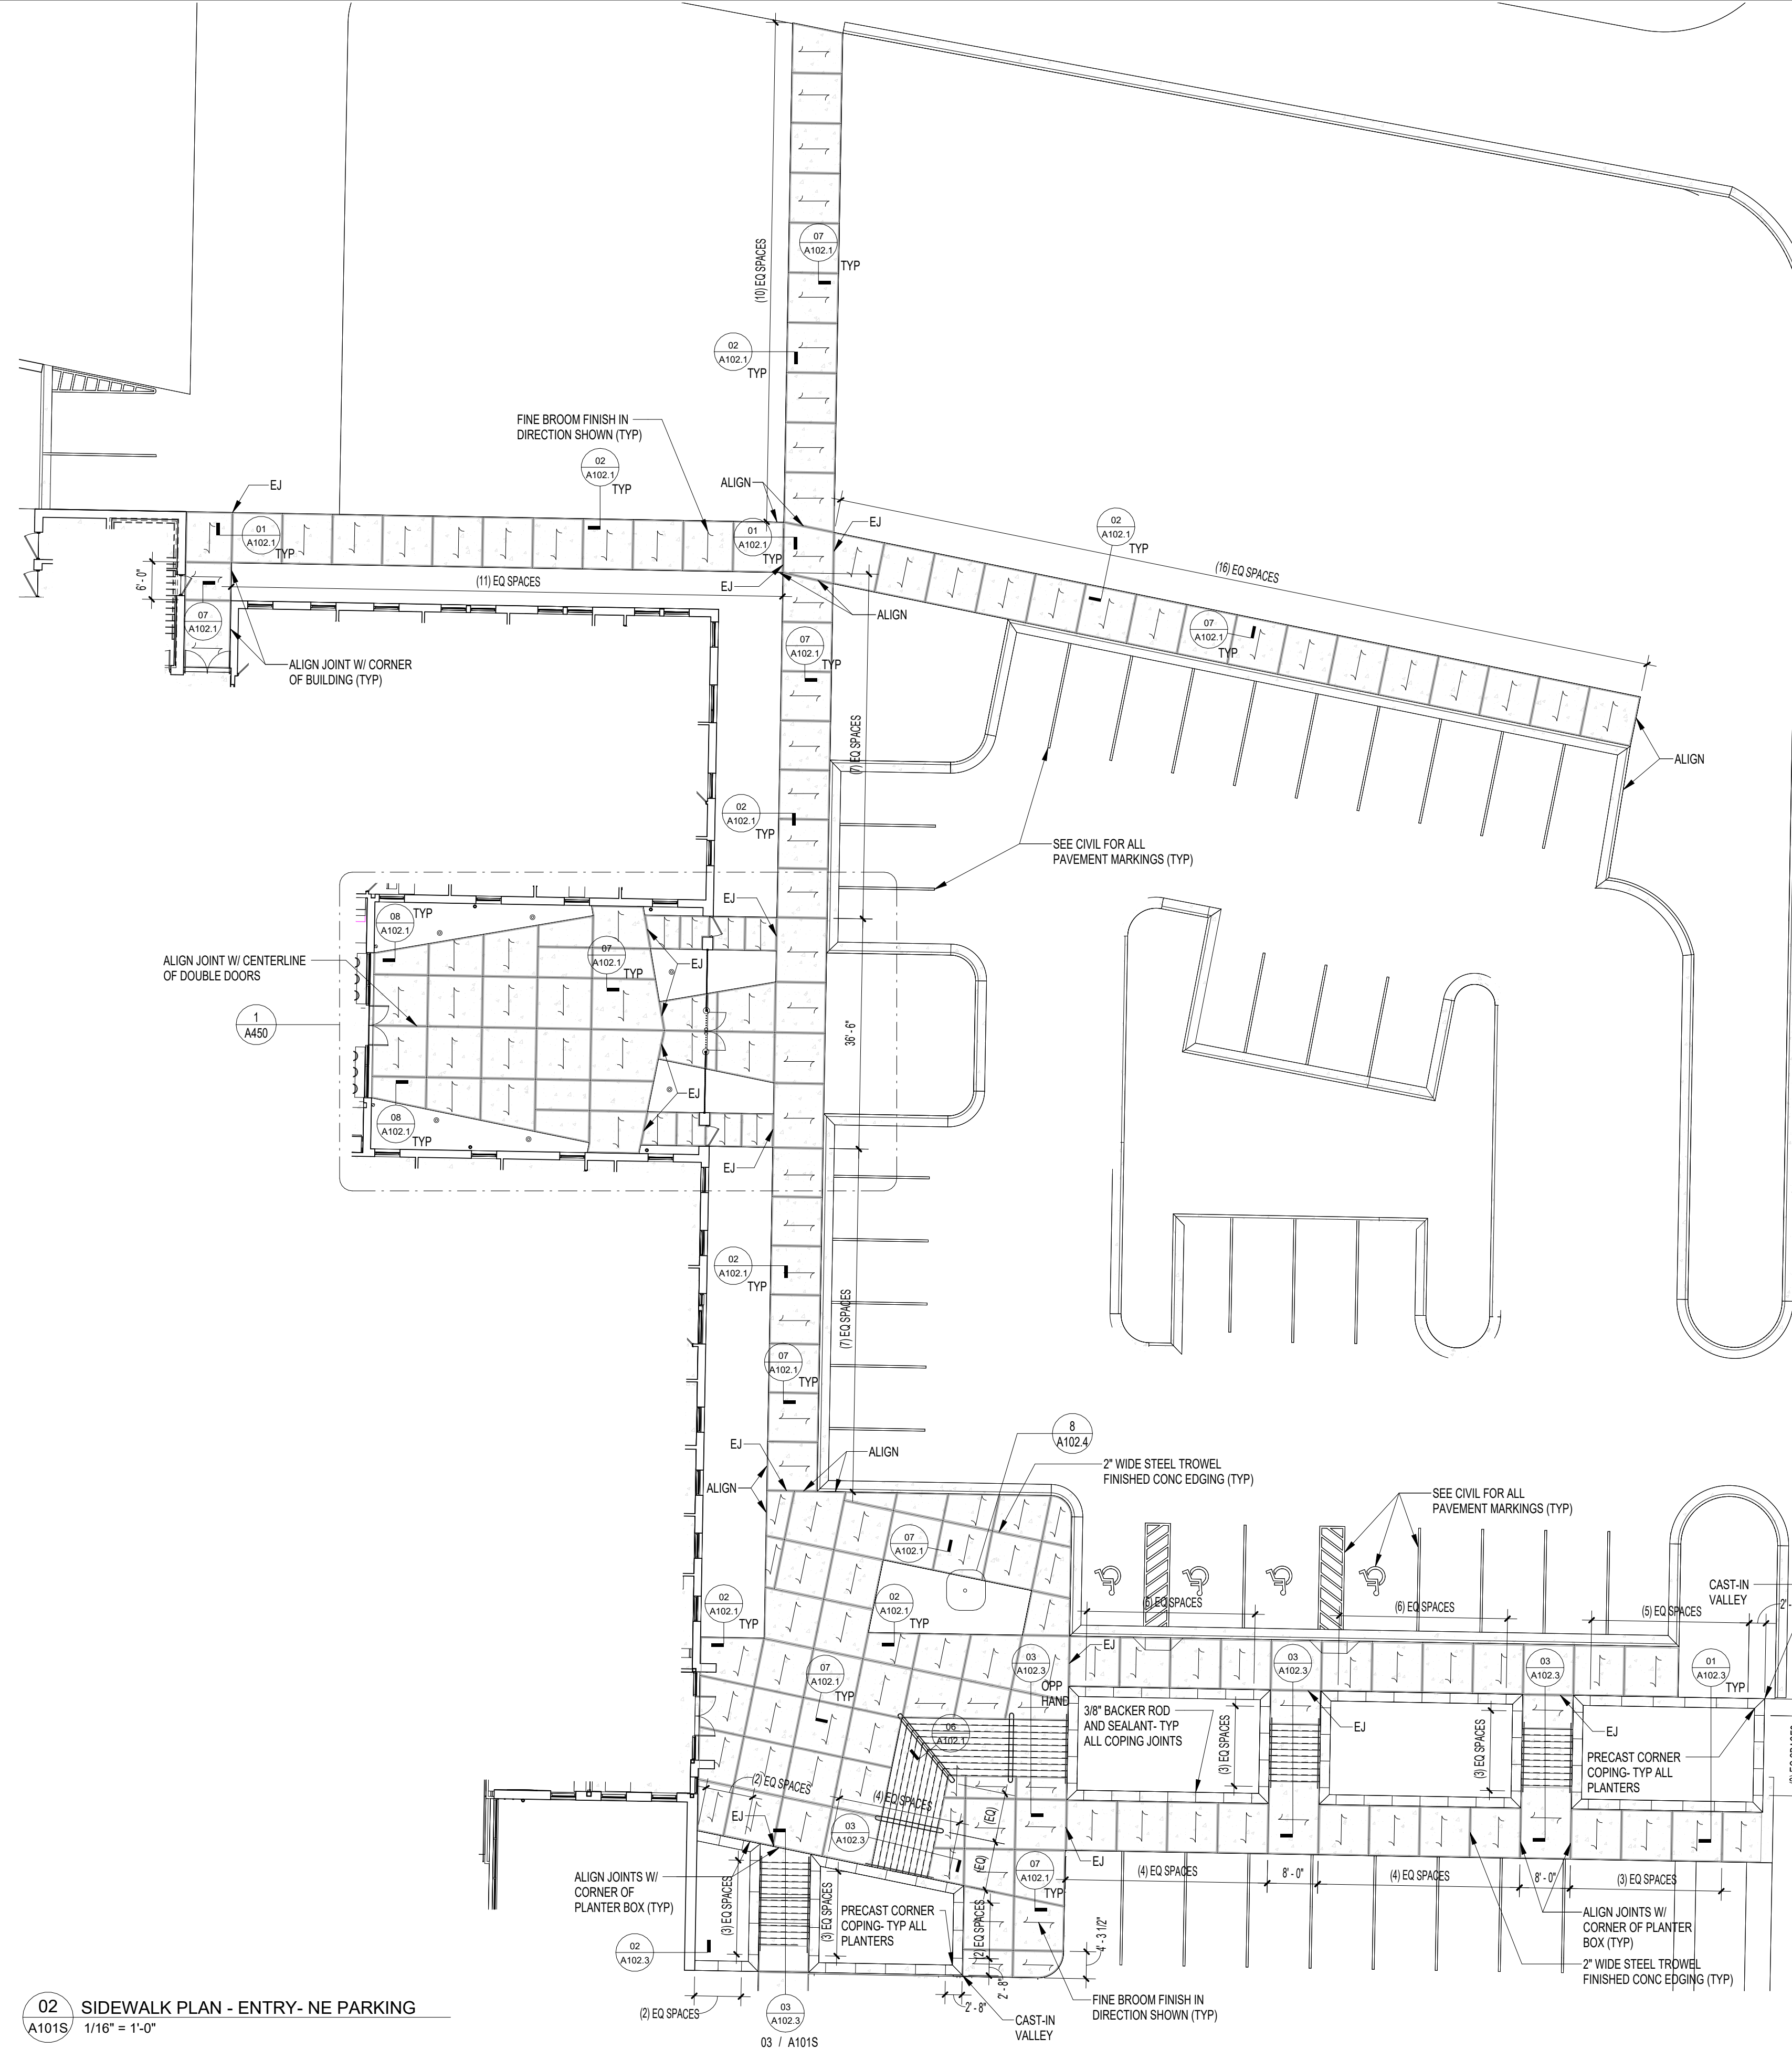 (10) EQ SPACES
07
A102.1
TYP
02
A102.1
TYP
FINE BROOM FINISH IN
DIRECTION SHOWN (TYP)
02
A102.1
TYP
ALIGN
EJ
EJ
01
A102.1
TYP
01
A102.1
TYP
02
A102.1
TYP
(16) EQ SPACES
6' - 0"
(11) EQ SPACES
EJ
ALIGN
07
A102.1
07
A102.1
TYP
07
A102.1
TYP
ALIGN JOINT W/ CORNER
OF BUILDING (TYP)
(7) EQ SPACES
ALIGN
02
A102.1
TYP
SEE CIVIL FOR ALL
PAVEMENT MARKINGS (TYP)
EJ
08
A102.1
TYP
07
A102.1
TYP
EJ
ALIGN JOINT W/ CENTERLINE
OF DOUBLE DOORS
1
A450
36' - 6"
EJ
08
A102.1
TYP
EJ
02
A102.1
TYP
(7) EQ SPACES
07
A102.1
TYP
8
A102.4
EJ
ALIGN
2" WIDE STEEL TROWEL
FINISHED CONC EDGING (TYP)
ALIGN
SEE CIVIL FOR ALL
PAVEMENT MARKINGS (TYP)
07
A102.1
02
A102.1
TYP
02
A102.1
TYP
CAST-IN
VALLEY
2' -
(5) EQ SPACES
(6) EQ SPACES
(5) EQ SPACES
EJ
03
A102.3
OPP
HAND
03
A102.3
03
A102.3
01
A102.3
TYP
07
A102.1
TYP
06
A102.1
3/8" BACKER ROD
AND SEALANT- TYP
ALL COPING JOINTS
(3) EQ SPACES
EJ
(3) EQ SPACES
EJ
PRECAST CORNER
COPING- TYP ALL
PLANTERS
(2) EQ SPACES
(4) EQ SPACES
(EQ)
EJ
03
A102.3
(EQ)
EJ
07
A102.1
TYP
(4) EQ SPACES
8' - 0"
(4) EQ SPACES
8' - 0"
(3) EQ SPACES
ALIGN JOINTS W/
CORNER OF
PLANTER BOX (TYP)
(3) EQ SPACES
(3) EQ SPACES
PRECAST CORNER
COPING- TYP ALL
PLANTERS
(2) EQ SPACES
4' - 3 1/2"
ALIGN JOINTS W/
CORNER OF PLANTER
BOX (TYP)
02
A102.3
2" WIDE STEEL TROWEL
FINISHED CONC EDGING (TYP)
2' - 8"
2' - 8"
(2) EQ SPACES
03
A102.3
03 / A101S
FINE BROOM FINISH IN
DIRECTION SHOWN (TYP)
CAST-IN
VALLEY
02
A101S
SIDEWALK PLAN - ENTRY- NE PARKING
1/16" = 1'-0"